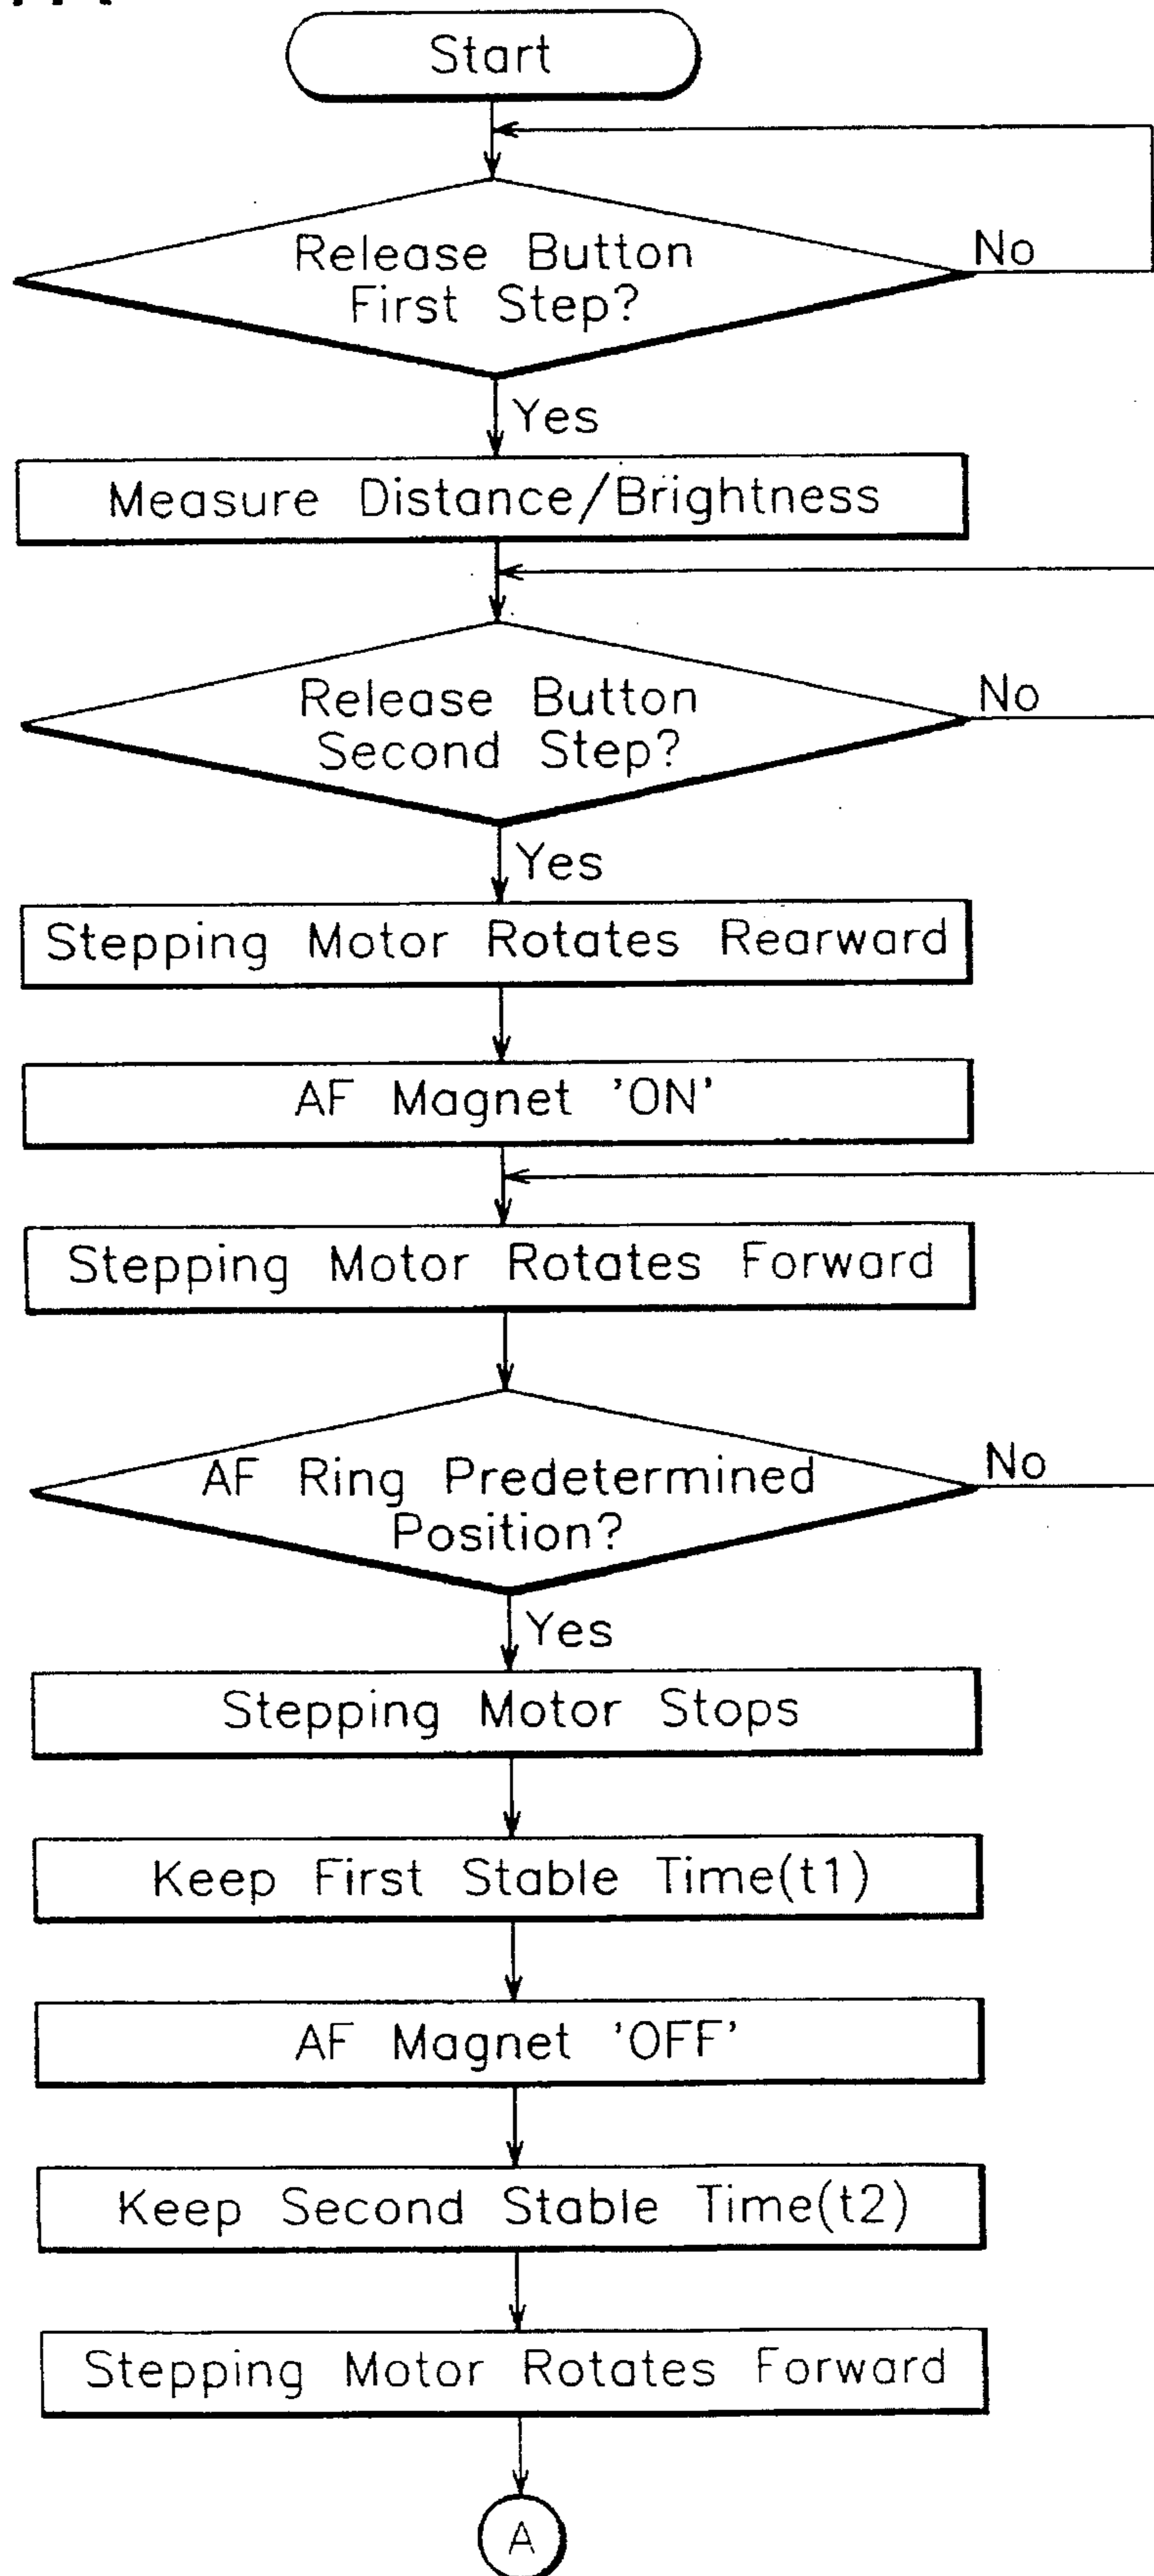 Start
Release Button
First Step?
No
Yes
Measure Distance/Brightness
Release Button
Second Step?
No
Yes
Stepping Motor Rotates Rearward
AF Magnet 'ON'
Stepping Motor Rotates Forward
AF Ring Predetermined
Position?
No
Yes
Stepping Motor Stops
Keep First Stable Time(t1)
AF Magnet 'OFF'
Keep Second Stable Time(t2)
Stepping Motor Rotates Forward
A